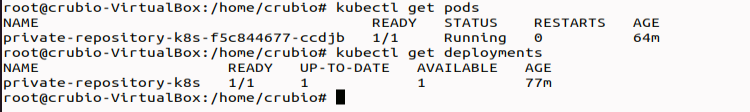 root@crubio-VirtualBox:/home/crubio# kubectl get pods
NAME READY STATUS RESTARTS AGE
private-repository-k8s-f5c844677-ccdjb 1/1 Running 0 64m
root@crubio-VirtualBox:/home/crubio# kubectl get deployments
NAME READY UP-TO-DATE AVAILABLE AGE
private-repository-k8s 1/1 1 1 77m
root@crubio-VirtualBox:/home/crubio#